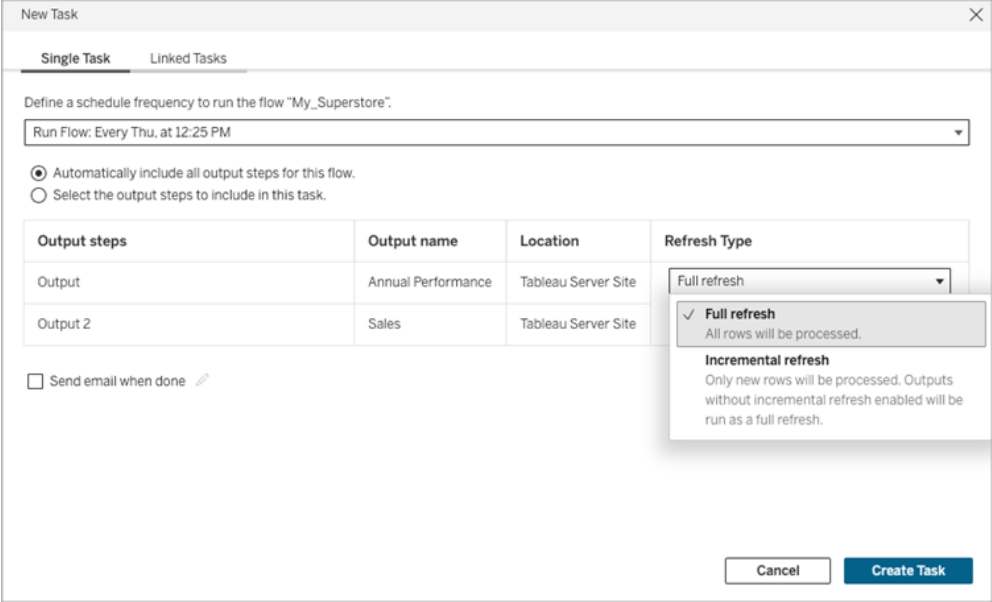 New Task
Single Task
Linked Tasks
Define a schedule frequency to run the flow "My_Superstore".
Run Flow: Every Thu, at 12:25 PM
Automatically include all output steps for this flow.
Select the output steps to include in this task.
Output steps Output name Location Refresh Type
Output Annual Performance Tableau Server Site Full refresh
Output 2 Sales Tableau Server Site
Full refresh
All rows will be processed.
Incremental refresh
Only new rows will be processed. Outputs
without incremental refresh enabled will be
run as a full refresh.
Send email when done
Cancel
Create Task